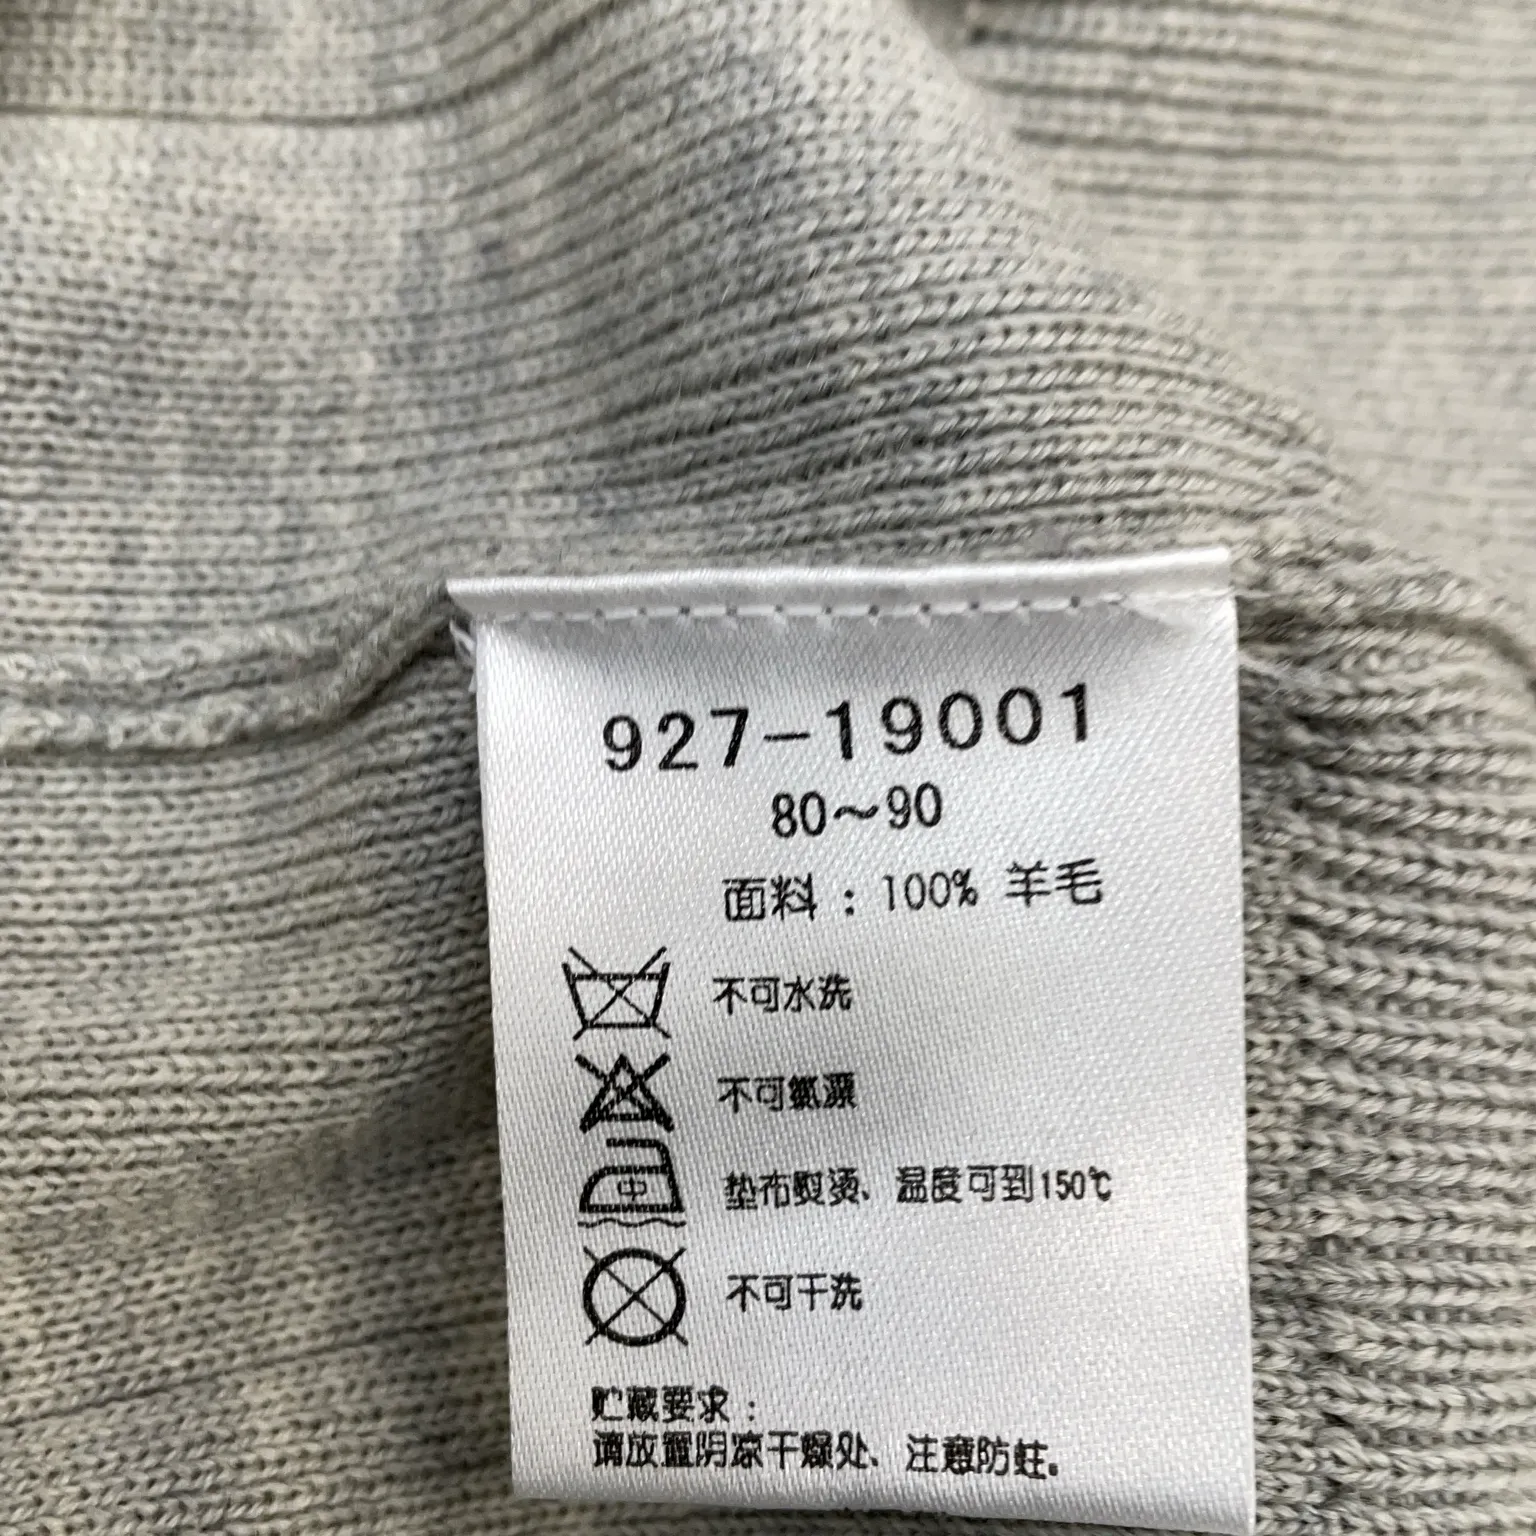 927-19001
80～90
面料：100% 羊毛
不可水洗
不可氯漂
中
垫布熨烫、温度可到150℃
不可干洗
贮藏要求：
请放置阴凉干燥处、注意防蛀。